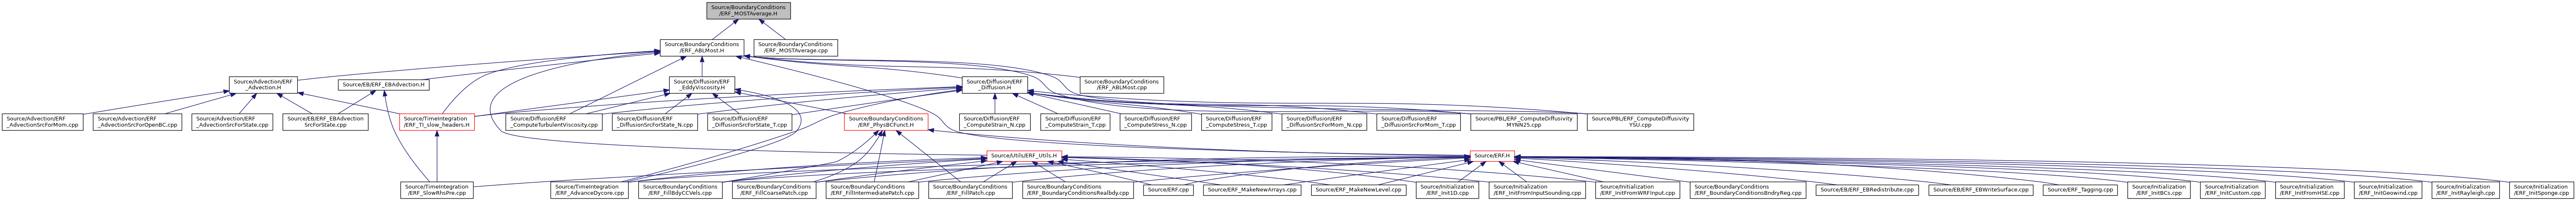 Source/BoundaryConditions
/ERF_MOSTAverage.H
Source/BoundaryConditions
/ERF_ABLMost.H
Source/BoundaryConditions
/ERF_MOSTAverage.cpp
Source/Advection/ERF
_Advection.H
Source/EB/ERF_EBAdvection.H
Source/Diffusion/ERF
_EddyViscosity.H
Source/Diffusion/ERF
_Diffusion.H
Source/BoundaryConditions
/ERF_ABLMost.cpp
Source/Advection/ERF
_AdvectionSrcForMom.cpp
Source/Advection/ERF
_AdvectionSrcForOpenBC.cpp
Source/Advection/ERF
_AdvectionSrcForState.cpp
Source/EB/ERF_EBAdvection
SrcForState.cpp
Source/TimeIntegration
/ERF_TI_slow_headers.H
Source/Diffusion/ERF
_ComputeTurbulentViscosity.cpp
Source/Diffusion/ERF
_DiffusionSrcForState_N.cpp
Source/Diffusion/ERF
_DiffusionSrcForState_T.cpp
Source/BoundaryConditions
/ERF_PhysBCFunct.H
Source/Diffusion/ERF
_ComputeStrain_N.cpp
Source/Diffusion/ERF
_ComputeStrain_T.cpp
Source/Diffusion/ERF
_ComputeStress_N.cpp
Source/Diffusion/ERF
_ComputeStress_T.cpp
Source/Diffusion/ERF
_DiffusionSrcForMom_N.cpp
Source/Diffusion/ERF
_DiffusionSrcForMom_T.cpp
Source/PBL/ERF_ComputeDiffusivity
MYNN25.cpp
Source/PBL/ERF_ComputeDiffusivity
YSU.cpp
Source/Utils/ERF_Utils.H
Source/ERF.H
Source/TimeIntegration
/ERF_SlowRhsPre.cpp
Source/TimeIntegration
/ERF_AdvanceDycore.cpp
Source/BoundaryConditions
/ERF_FillBdyCCVels.cpp
Source/BoundaryConditions
/ERF_FillCoarsePatch.cpp
Source/BoundaryConditions
/ERF_FillIntermediatePatch.cpp
Source/BoundaryConditions
/ERF_FillPatch.cpp
Source/BoundaryConditions
/ERF_BoundaryConditionsRealbdy.cpp
Source/ERF.cpp
Source/ERF_MakeNewArrays.cpp
Source/ERF_MakeNewLevel.cpp
Source/Initialization
/ERF_Init1D.cpp
Source/Initialization
/ERF_InitFromInputSounding.cpp
Source/Initialization
/ERF_InitFromWRFInput.cpp
Source/BoundaryConditions
/ERF_BoundaryConditionsBndryReg.cpp
Source/EB/ERF_EBRedistribute.cpp
Source/EB/ERF_EBWriteSurface.cpp
Source/ERF_Tagging.cpp
Source/Initialization
/ERF_InitBCs.cpp
Source/Initialization
/ERF_InitCustom.cpp
Source/Initialization
/ERF_InitFromHSE.cpp
Source/Initialization
/ERF_InitGeowind.cpp
Source/Initialization
/ERF_InitRayleigh.cpp
Source/Initialization
/ERF_InitSponge.cpp